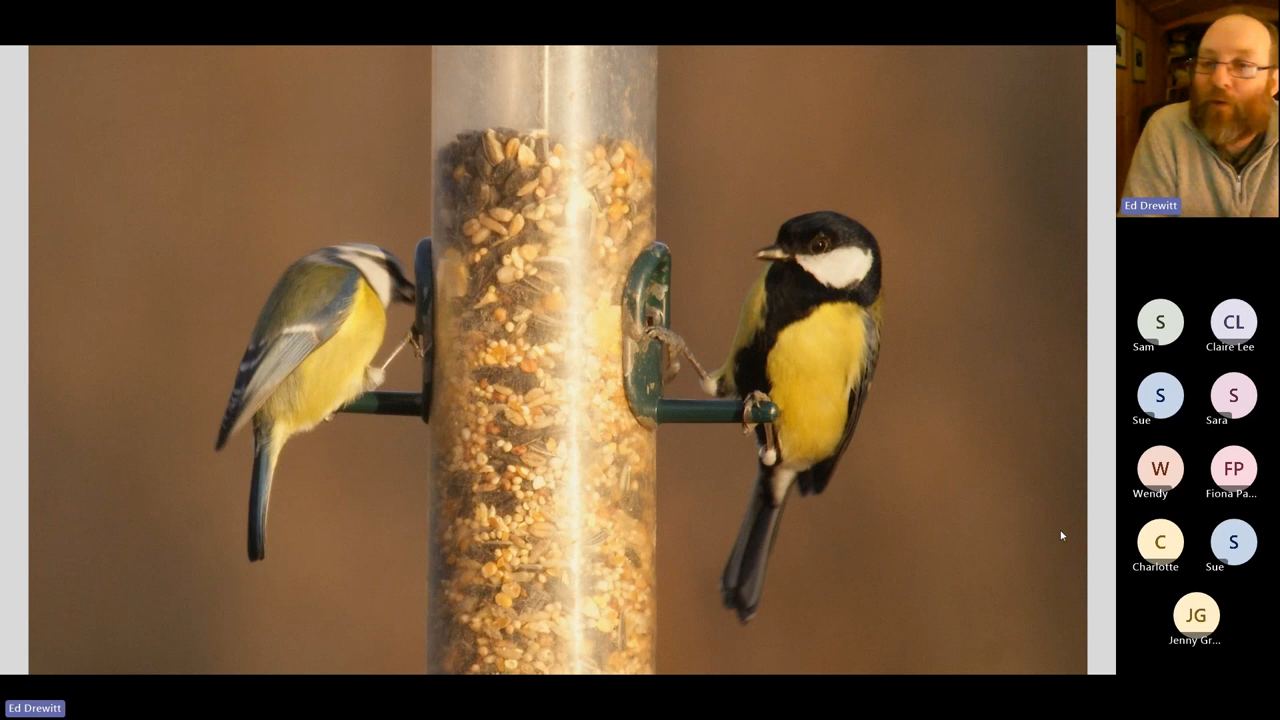 Ed Drewitt
S
CL
Sam
Claire Lee
S
S
Sue
Sara
W
FP
Wendy
Fiona Pa...
C
S
Charlotte
Sue
JG
Jenny Gr...
Ed Drewitt